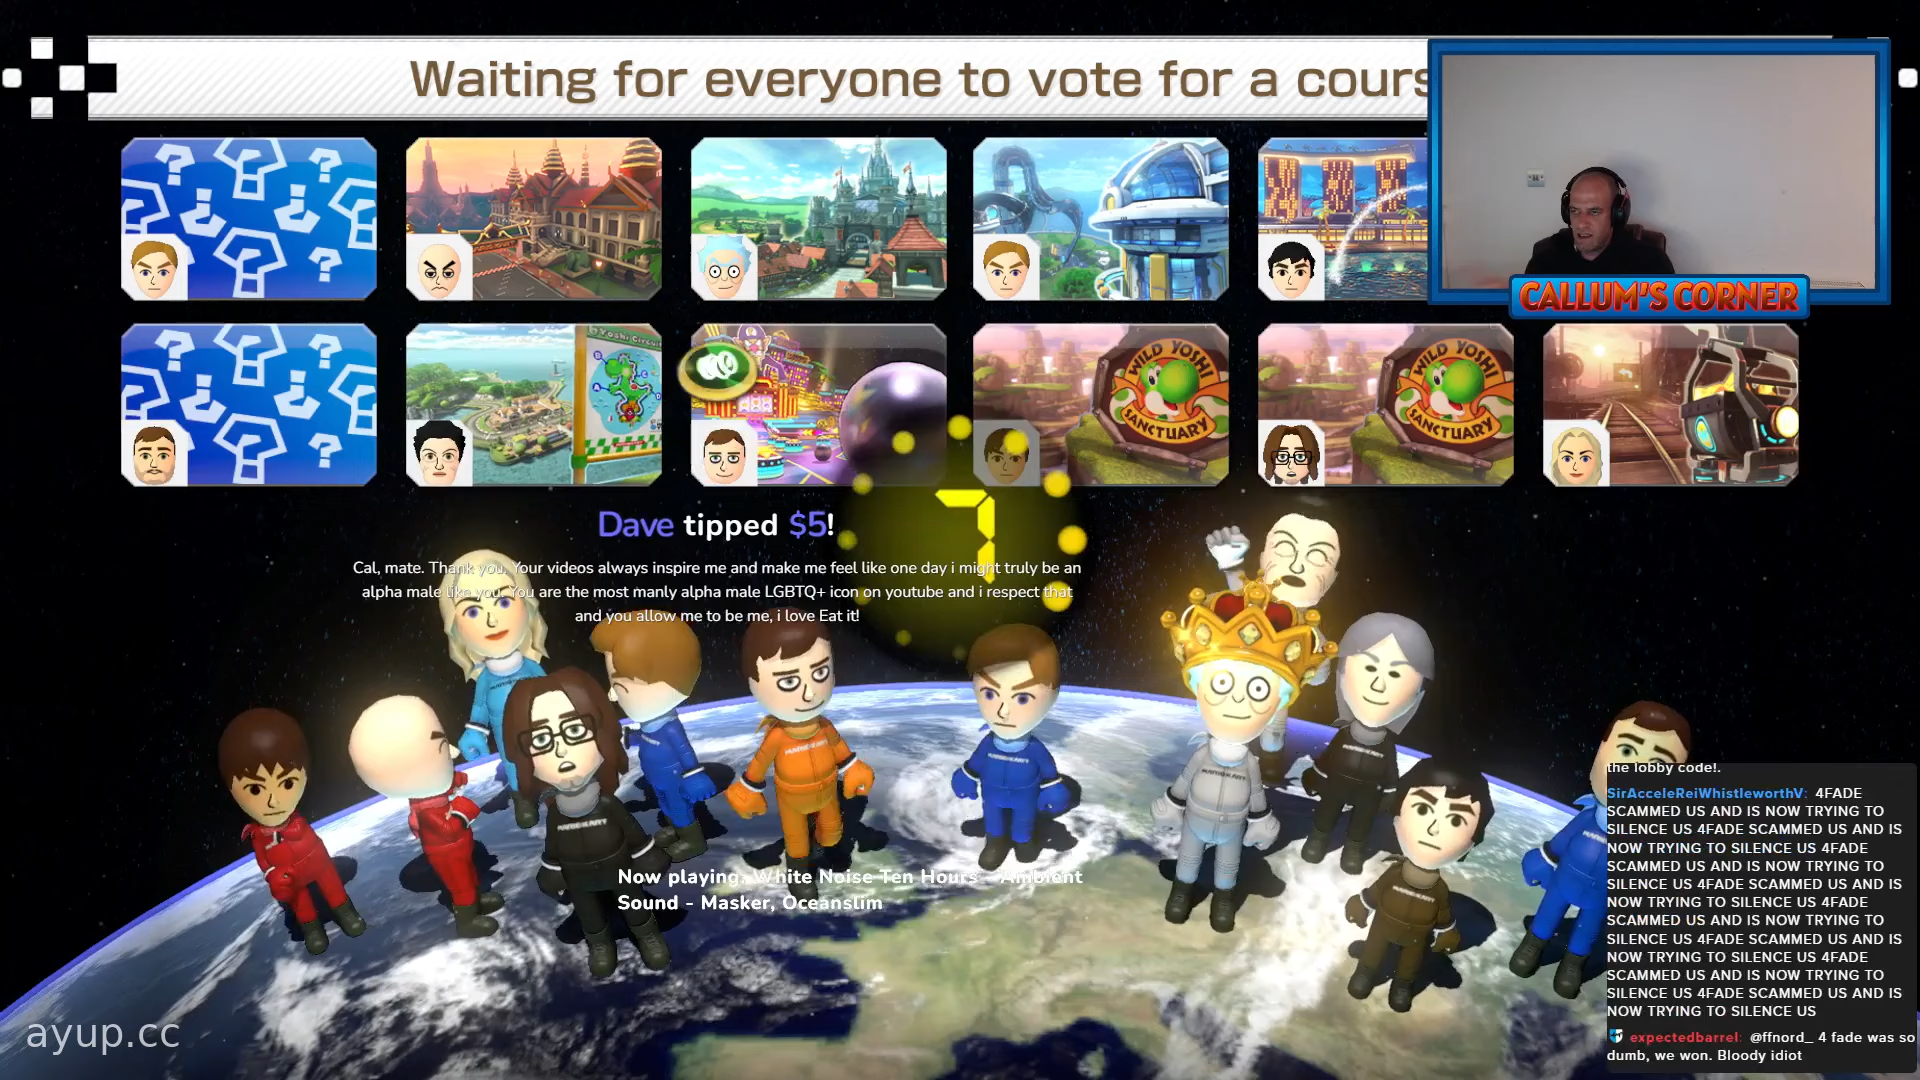 Waiting for everyone to vote for a cours
CALLUM'S CORNER
Yoshi Circuit
WILD YOSHI
SANCTUARY
WILD YOSHI
SANCTUARY
7
Dave tipped $5!
Cal, mate. Thank you. Your videos always inspire me and make me feel like one day i might truly be an
alpha male like you. You are the most manly alpha male LGBTQ+ icon on youtube and i respect that
and you allow me to be me, i love Eat it!
MARIO KART
Now playing: White Noise Ten Hours - Ambient
Sound - Masker, Oceanslim
the lobby code!.
SirAcceleReiWhistleworthV: 4FADE
SCAMMED US AND IS NOW TRYING TO
SILENCE US 4FADE SCAMMED US AND IS
NOW TRYING TO SILENCE US 4FADE
SCAMMED US AND IS NOW TRYING TO
SILENCE US 4FADE SCAMMED US AND IS
NOW TRYING TO SILENCE US 4FADE
SCAMMED US AND IS NOW TRYING TO
SILENCE US 4FADE SCAMMED US AND IS
NOW TRYING TO SILENCE US 4FADE
SCAMMED US AND IS NOW TRYING TO
SILENCE US 4FADE SCAMMED US AND IS
NOW TRYING TO SILENCE US
expectedbarrel: @ffnord_ 4 fade was so
dumb, we won. Bloody idiot
ayup.cc